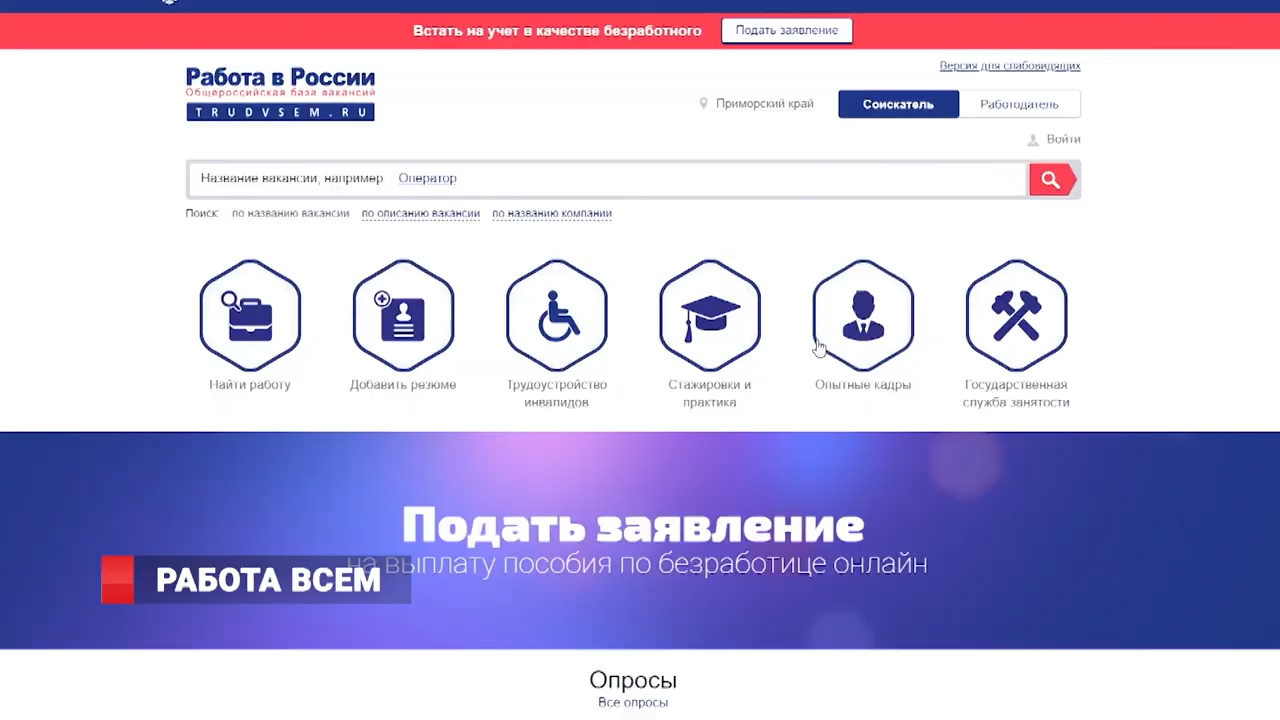 Встать на учет в качестве безработного
Подать заявление
Версия для слабовидящих
Работа в России
Общероссийская база вакансий
TRUDVSEM.RU
Приморский край
Соискатель
Работодатель
Войти
Название вакансии, например Оператор
Поиск: по названию вакансии по описанию вакансии по названию компании
Найти работу
Добавить резюме
Трудоустройство
инвалидов
Стажировки и
практика
Опытные кадры
Государственная
служба занятости
Подать заявление
на выплату пособия по безработице онлайн
РАБОТА ВСЕМ
Опросы
Все опросы